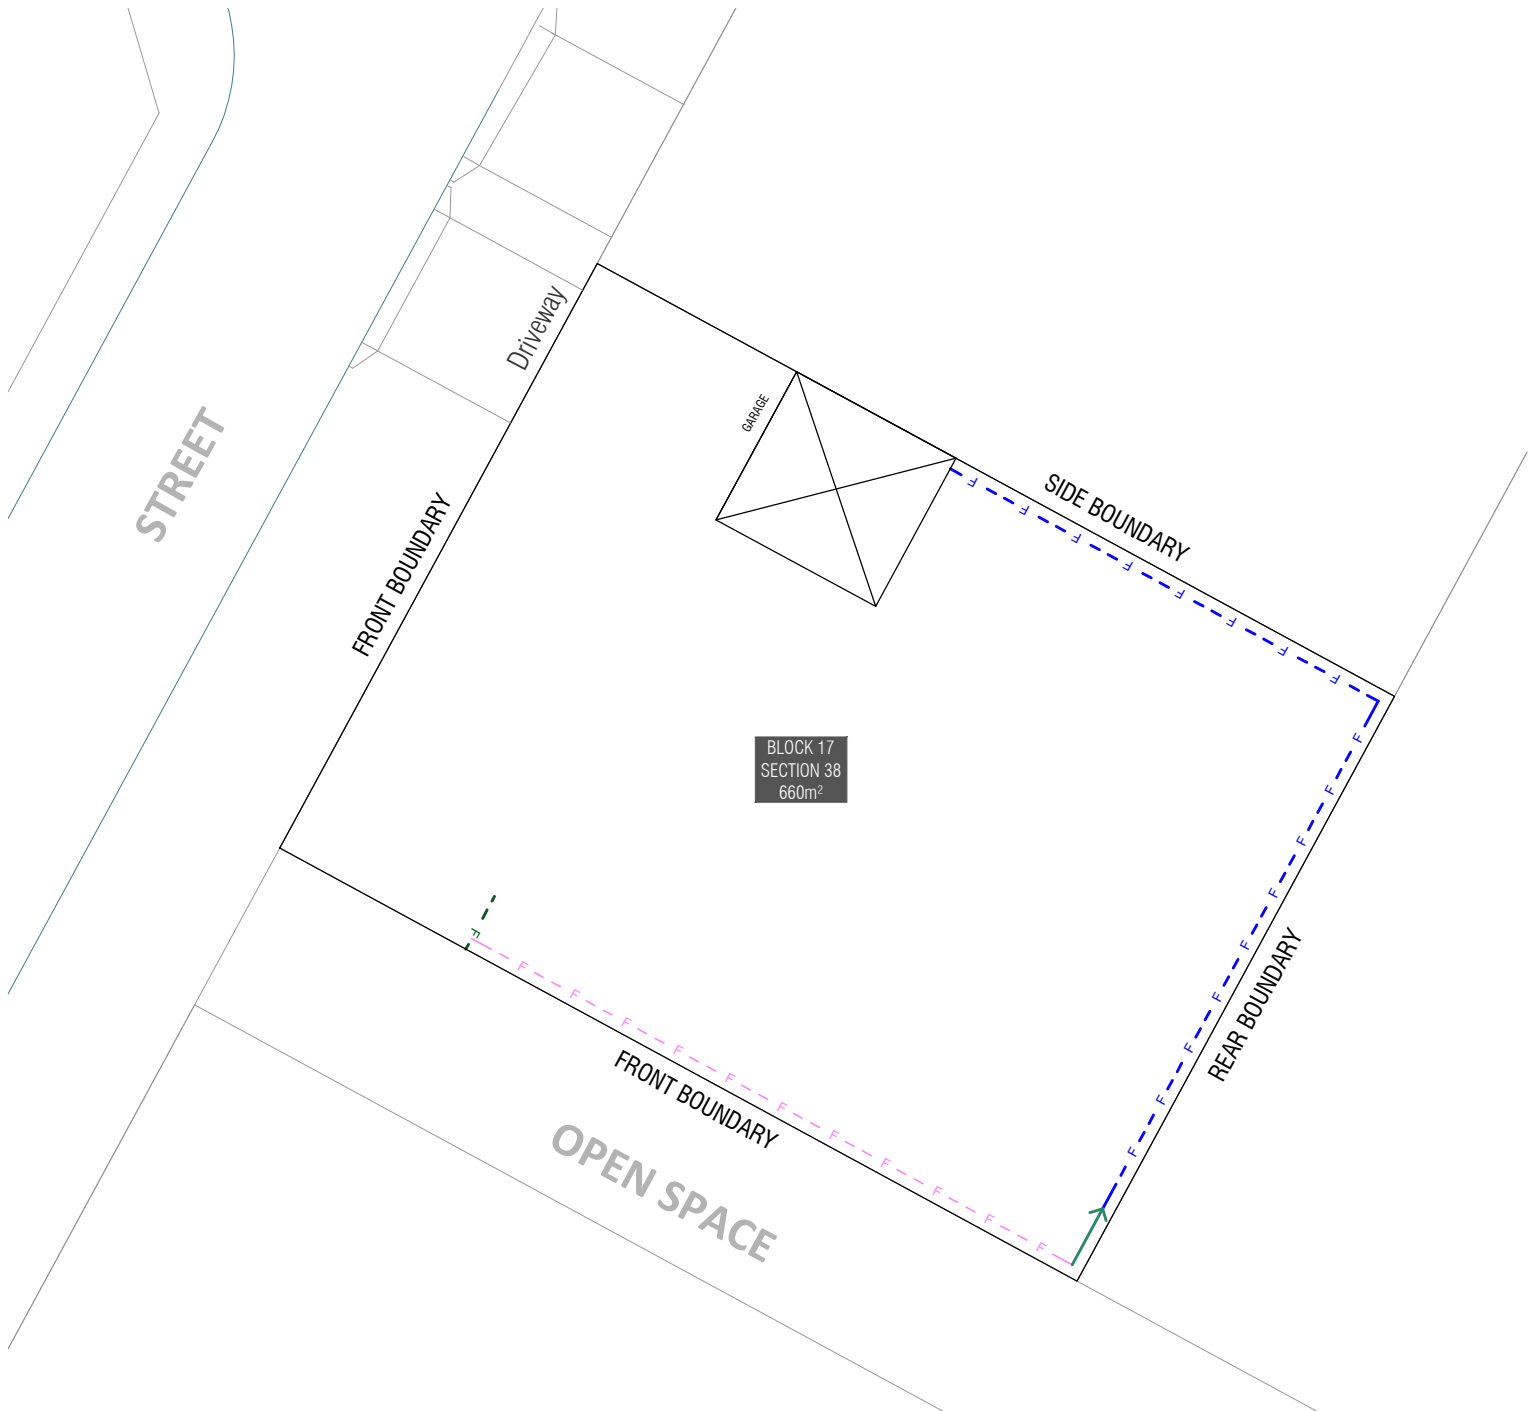 Driveway
GARAGE
STREET
SIDE BOUNDARY
FRONT BOUNDARY
BLOCK 17
SECTION 38
660m²
REAR BOUNDARY
FRONT BOUNDARY
OPEN SPACE
F F F F F F F F
F F F F F F F F F
F
F F F F F F F F F F F